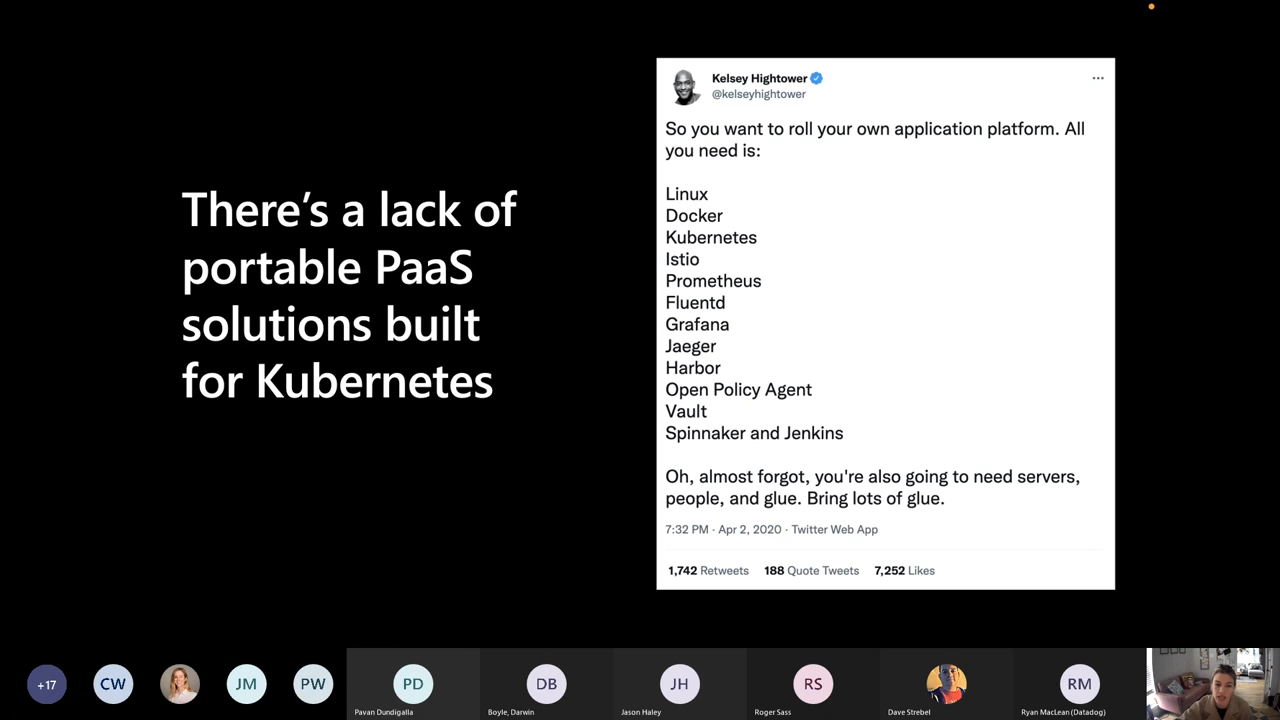 There's a lack of
portable PaaS
solutions built
for Kubernetes
Kelsey Hightower
@kelseyhightower
So you want to roll your own application platform. All
you need is:
Linux
Docker
Kubernetes
Istio
Prometheus
Fluentd
Grafana
Jaeger
Harbor
Open Policy Agent
Vault
Spinnaker and Jenkins
Oh, almost forgot, you're also going to need servers,
people, and glue. Bring lots of glue.
7:32 PM · Apr 2, 2020 · Twitter Web App
1,742 Retweets 188 Quote Tweets 7,252 Likes
+17
CW
JM
PW
PD
DB
JH
RS
RM
Pavan Dundigalla
Boyle, Darwin
Jason Haley
Roger Sass
Dave Strebel
Ryan MacLean (Datadog)